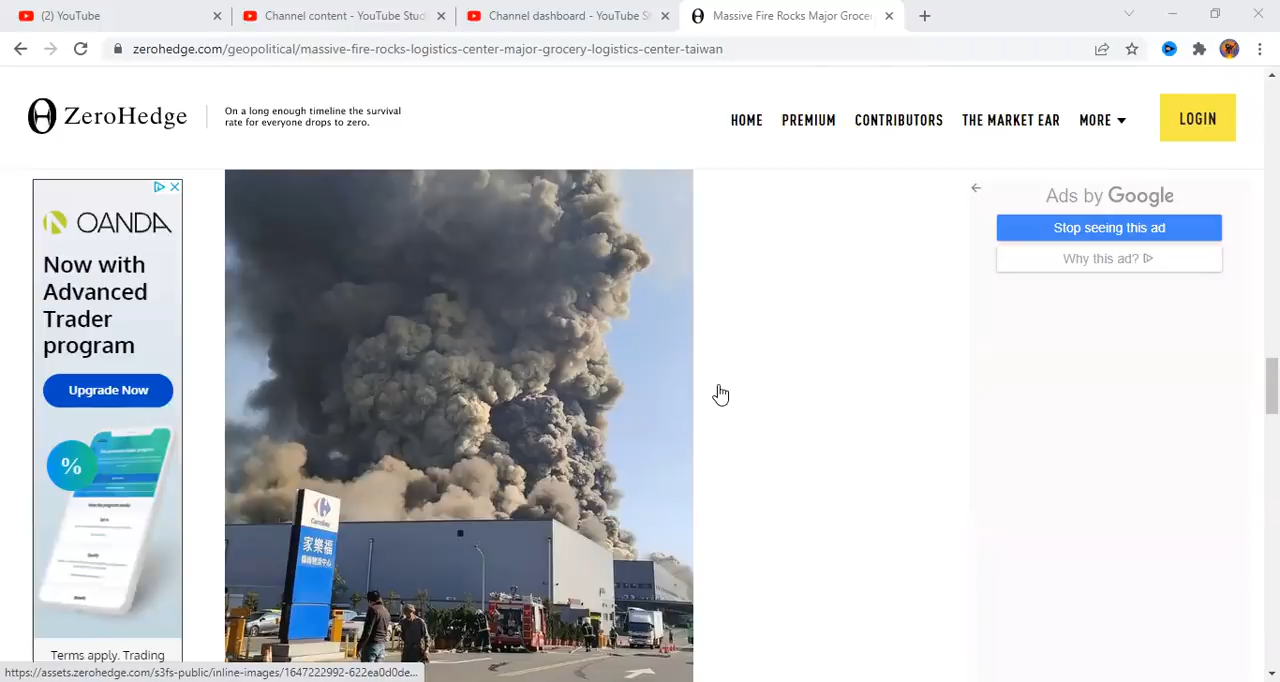 (2) YouTube
Channel content - YouTube Stud
Channel dashboard - YouTube S
Massive Fire Rocks Major Grocer
zerohedge.com/geopolitical/massive-fire-rocks-logistics-center-major-grocery-logistics-center-taiwan
ZeroHedge
On a long enough timeline the survival
rate for everyone drops to zero.
HOME
PREMIUM
CONTRIBUTORS
THE MARKET EAR
MORE
LOGIN
OANDA
Now with
Advanced
Trader
program
Upgrade Now
%
Terms apply. Trading
Carrefour
家樂福
Ads by Google
Stop seeing this ad
Why this ad?
https://assets.zerohedge.com/s3fs-public/inline-images/1647222992-622ea0d0de...